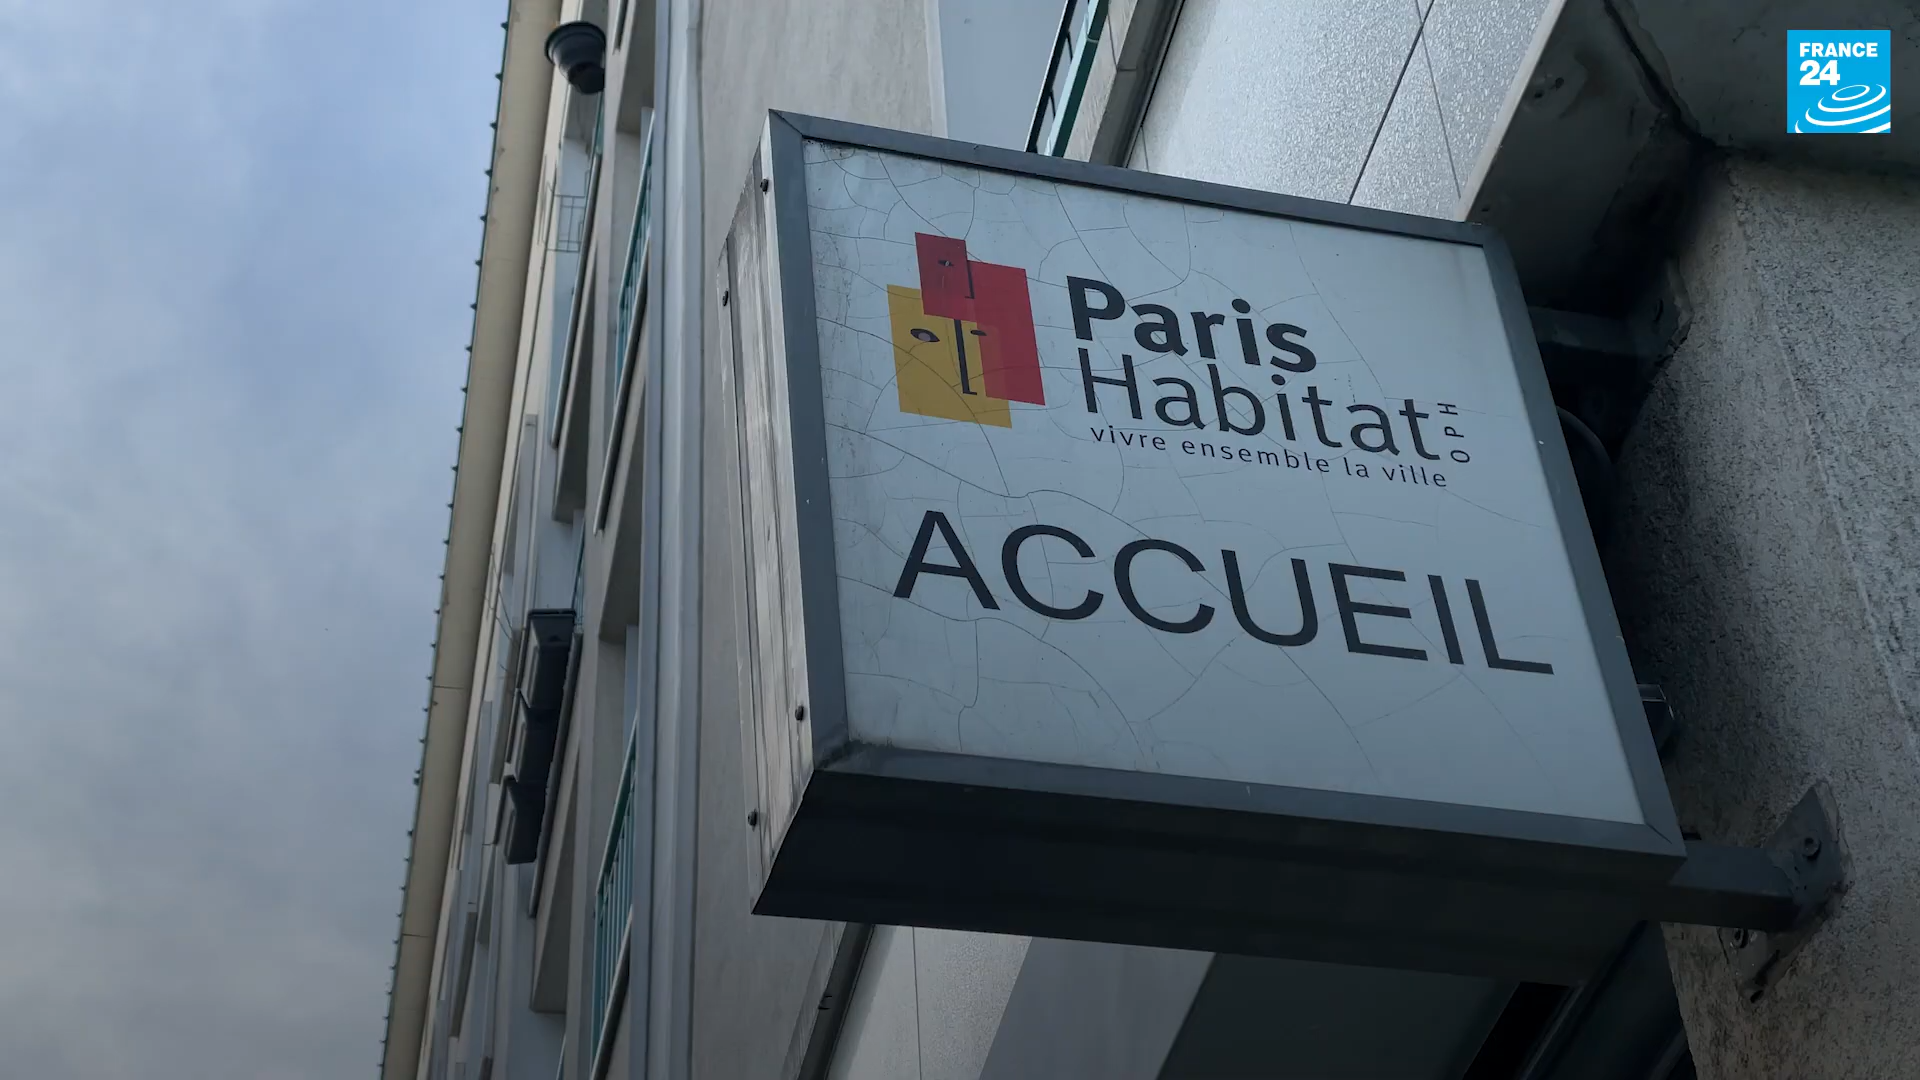 FRANCE
24
Paris
Habitat
OPH
vivre ensemble la ville
ACCUEIL